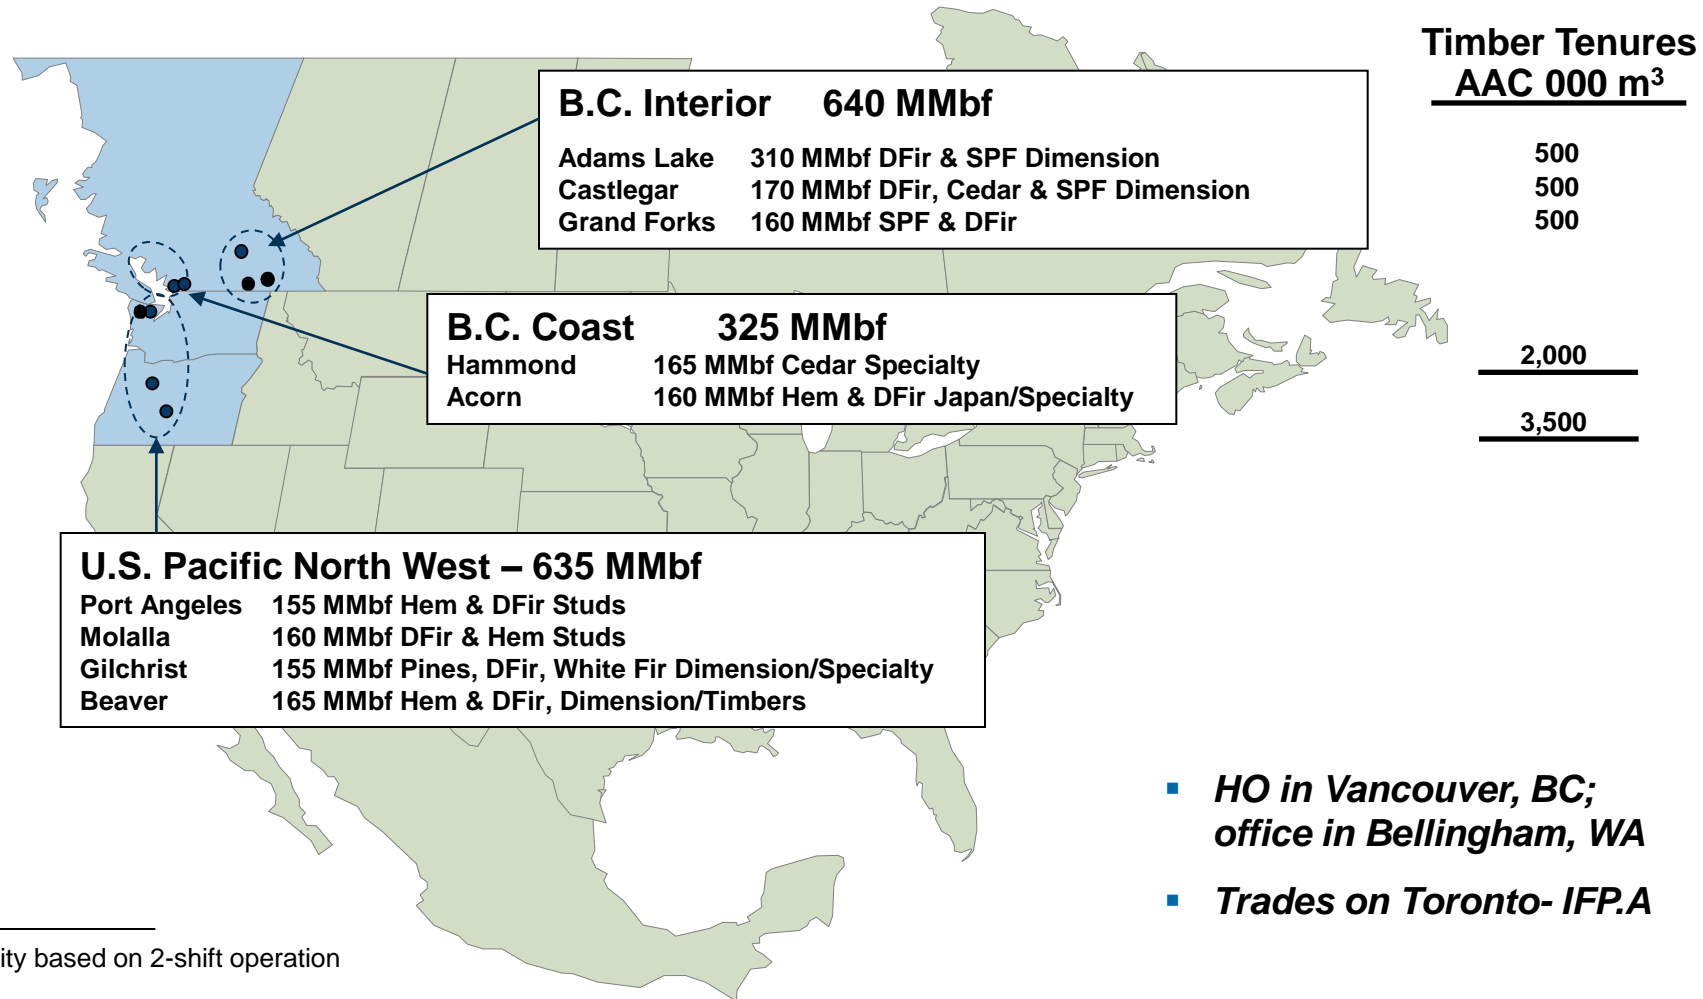 Timber Tenures
AAC 000 m³
B.C. Interior 640 MMbf
Adams Lake 310 MMbf DFir & SPF Dimension
Castlegar 170 MMbf DFir, Cedar & SPF Dimension
Grand Forks 160 MMbf SPF & DFir
500
500
500
B.C. Coast 325 MMbf
Hammond 165 MMbf Cedar Specialty
Acorn 160 MMbf Hem & DFir Japan/Specialty
2,000
3,500
U.S. Pacific North West – 635 MMbf
Port Angeles 155 MMbf Hem & DFir Studs
Molalla 160 MMbf DFir & Hem Studs
Gilchrist 155 MMbf Pines, DFir, White Fir Dimension/Specialty
Beaver 165 MMbf Hem & DFir, Dimension/Timbers
▪ HO in Vancouver, BC;
office in Bellingham, WA
▪ Trades on Toronto- IFP.A
ity based on 2-shift operation